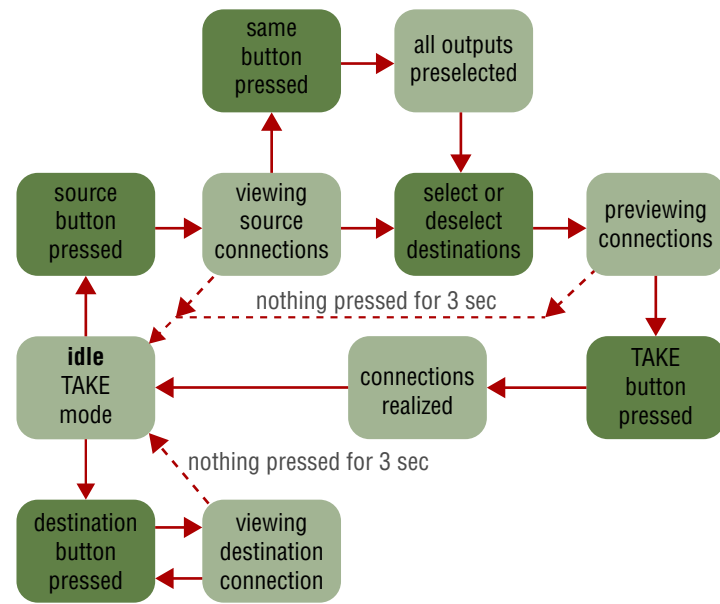 same
button
pressed
all outputs
preselected
source
button
pressed
viewing
source
connections
select or
deselect
destinations
previewing
connections
nothing pressed for 3 sec
idle
TAKE
mode
connections
realized
TAKE
button
pressed
nothing pressed for 3 sec
destination
button
pressed
viewing
destination
connection